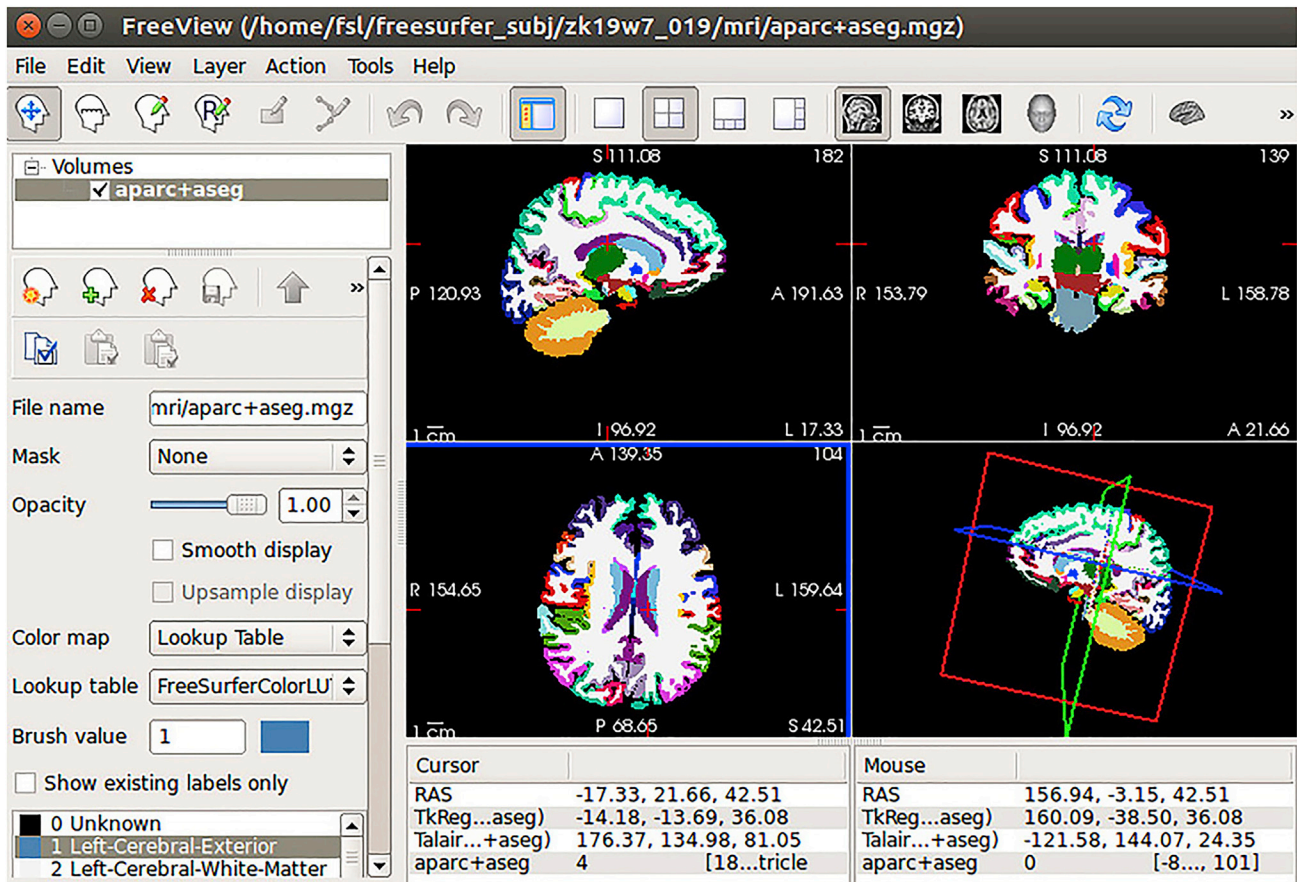 FreeView (/home/fsl/freesurfer_subj/zk19w7_019/mri/aparc+aseg.mgz)
File Edit View Layer Action Tools Help
Volumes
aparc+aseg
File name mri/aparc+aseg.mgz
Mask None
Opacity 1.00
Smooth display
Upsample display
Color map Lookup Table
Lookup table FreeSurferColorLU
Brush value 1
Show existing labels only
0 Unknown
1 Left-Cerebral-Exterior
2 Left-Cerebral-White-Matter
S 111.08 182
P 120.93 A 191.63
1 cm I 96.92 L 17.33
S 111.08 139
R 153.79 L 158.78
1 cm I 96.92 A 21.66
A 139.35 104
R 154.65 L 159.64
1 cm P 68.65 S 42.51
Cursor
RAS -17.33, 21.66, 42.51
TkReg...aseg) -14.18, -13.69, 36.08
Talair...+aseg) 176.37, 134.98, 81.05
aparc+aseg 4 [18...tricle
Mouse
RAS 156.94, -3.15, 42.51
TkReg...aseg) 160.09, -38.50, 36.08
Talair...+aseg) -121.58, 144.07, 24.35
aparc+aseg 0 [-8..., 101]